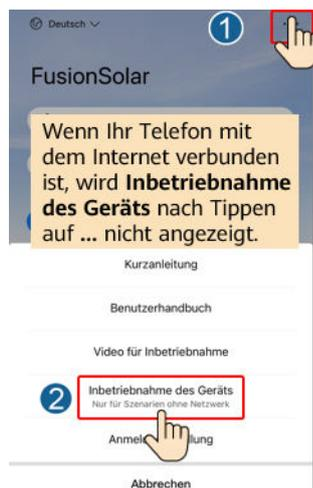 Deutsch
1
FusionSolar
Wenn Ihr Telefon mit
dem Internet verbunden
ist, wird Inbetriebnahme
des Geräts nach Tippen
auf ... nicht angezeigt.
Kurzanleitung
Benutzerhandbuch
Video für Inbetriebnahme
2
Inbetriebnahme des Geräts
Nur für Szenarien ohne Netzwerk
Abbrechen